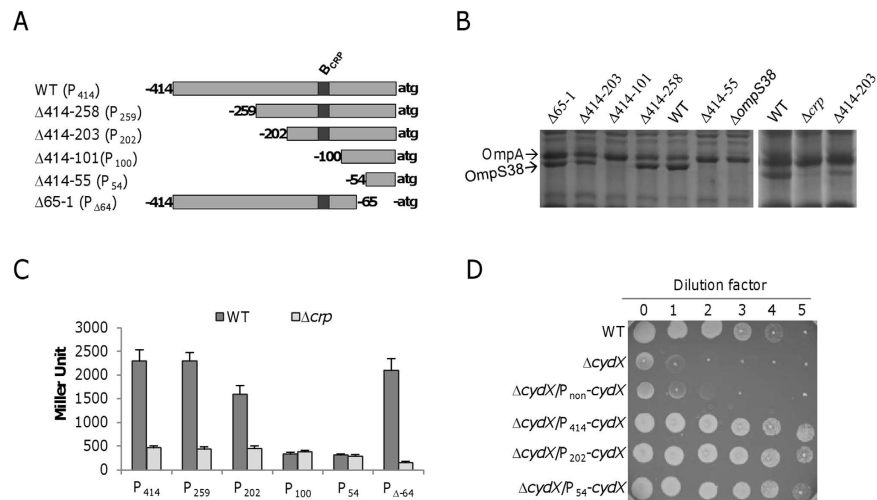 A
B_CRP
WT (P414) -414 atg
Δ414-258 (P259) -259 atg
Δ414-203 (P202) -202 atg
Δ414-101(P100) -100 atg
Δ414-55 (P54) -54 atg
Δ65-1 (PΔ64) -414 -65 -atg
B
Δ65-1 Δ414-203 Δ414-101 Δ414-258 WT Δ414-55 ΔompS38 WT Δcrp Δ414-203
OmpA→
OmpS38→
C
WT Δcrp
Miller Unit
3000
2500
2000
1500
1000
500
0
P414 P259 P202 P100 P54 PΔ-64
D
Dilution factor
0 1 2 3 4 5
WT
ΔcydX
ΔcydX/Pnon-cydX
ΔcydX/P414-cydX
ΔcydX/P202-cydX
ΔcydX/P54-cydX